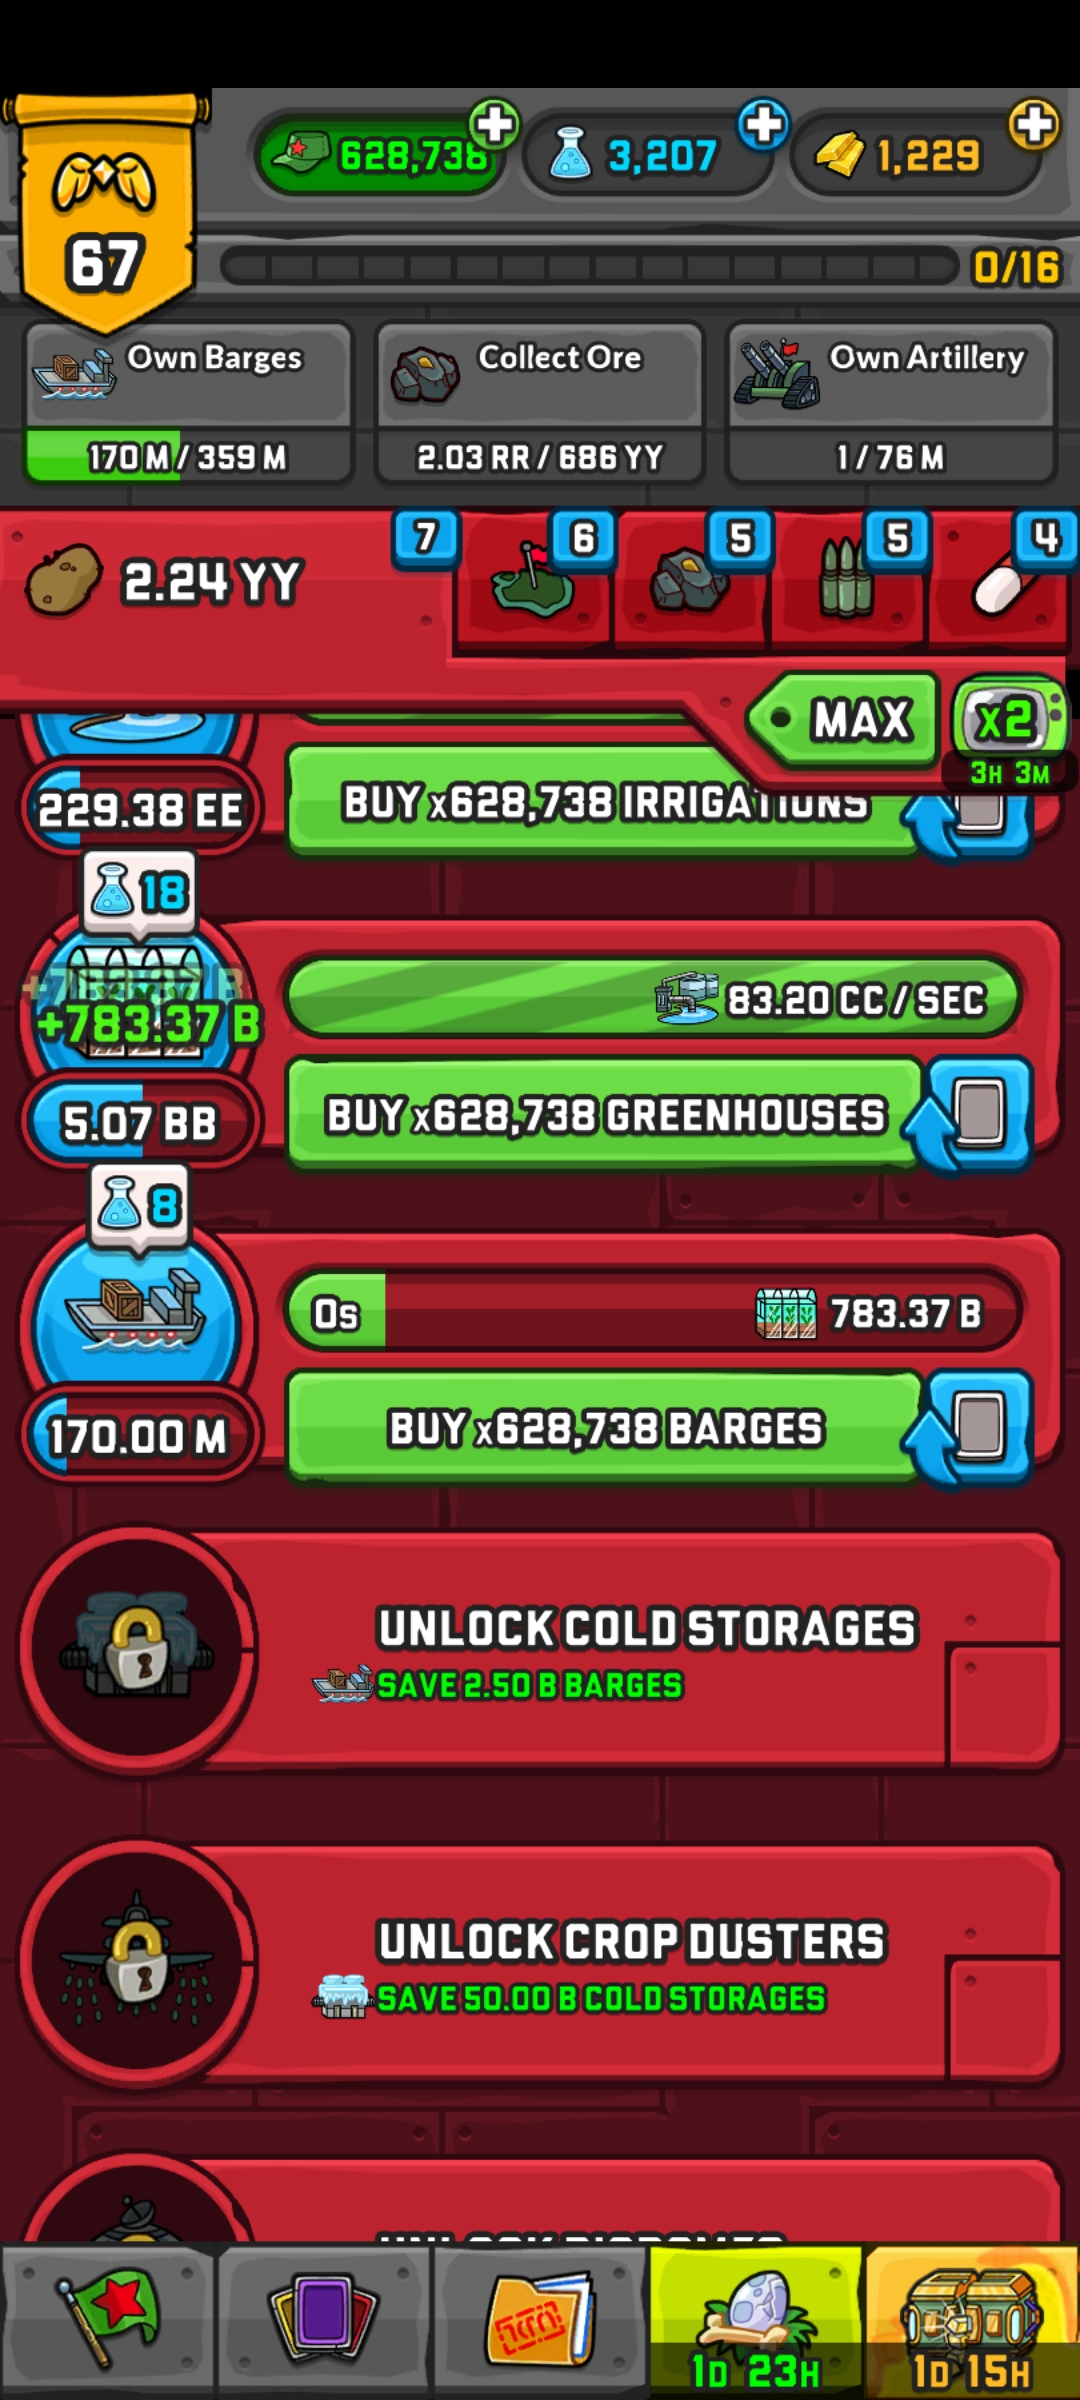 628,738
3,207
1,229
67
0/16
Own Barges
170 M / 359 M
Collect Ore
2.03 RR / 686 YY
Own Artillery
1 / 76 M
2.24 YY
7
6
5
5
4
MAX
x2
3H 3M
229.38 EE
BUY x628,738 IRRIGATIONS
18
+783.37 B
83.20 CC / SEC
5.07 BB
BUY x628,738 GREENHOUSES
8
0s
783.37 B
170.00 M
BUY x628,738 BARGES
UNLOCK COLD STORAGES
SAVE 2.50 B BARGES
UNLOCK CROP DUSTERS
SAVE 50.00 B COLD STORAGES
1D 23H
1D 15H